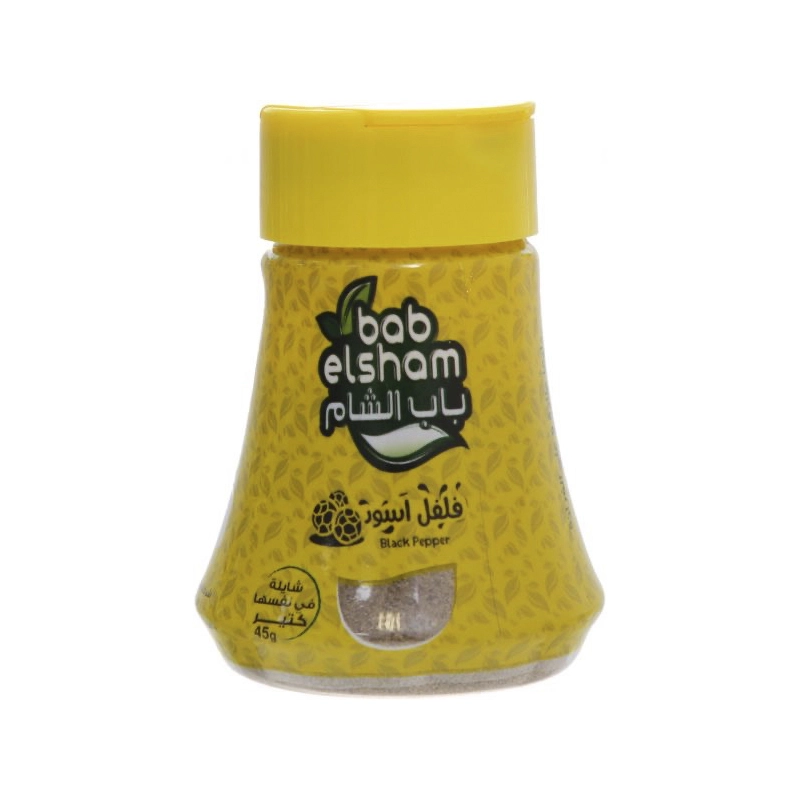 bab
elsham
باب الشام
فلفل اسود
Black Pepper
شايلة
في نفسها
كتير
45g